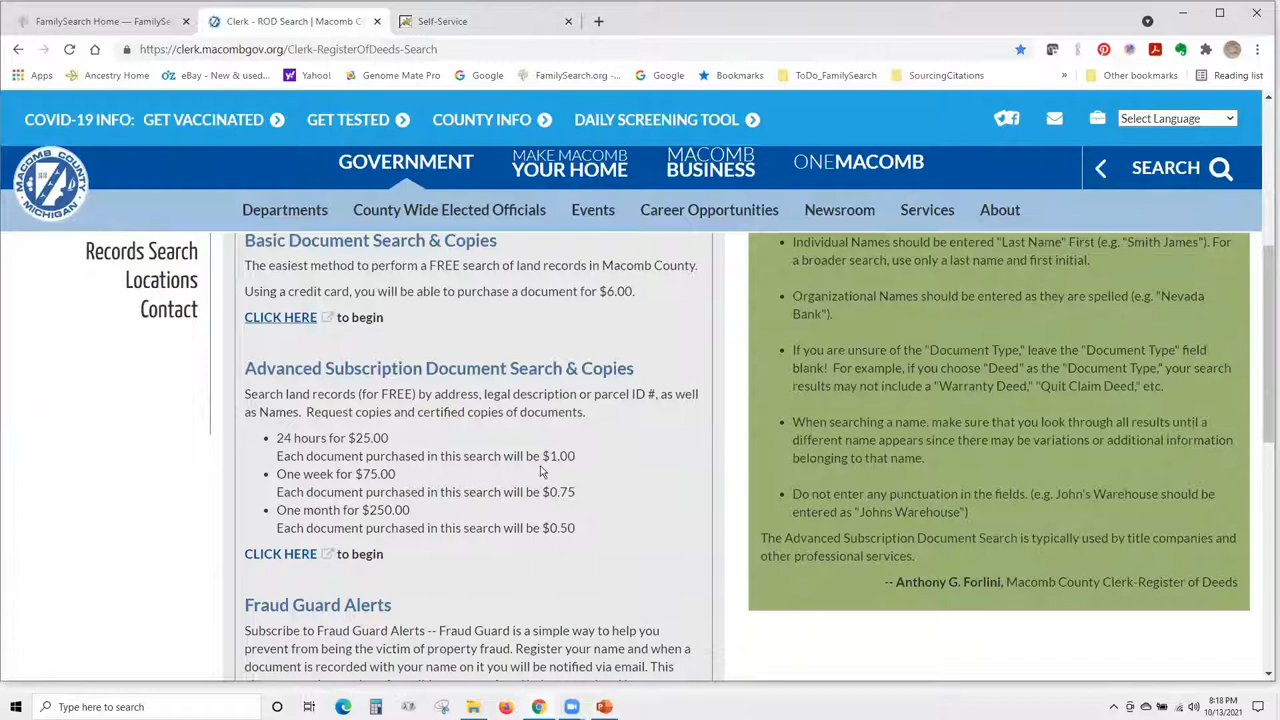 FamilySearch Home — FamilySe
Clerk - ROD Search | Macomb C
Self-Service
https://clerk.macombgov.org/Clerk-RegisterOfDeeds-Search
Apps
Ancestry Home
eBay - New & used...
Yahoo!
Genome Mate Pro
Google
FamilySearch.org -...
Google
Bookmarks
ToDo_FamilySearch
SourcingCitations
»
Other bookmarks
Reading list
COVID-19 INFO: GET VACCINATED
GET TESTED
COUNTY INFO
DAILY SCREENING TOOL
Select Language
MACOMB COUNTY
MICHIGAN
GOVERNMENT
MAKE MACOMB
YOUR HOME
MACOMB
BUSINESS
ONEMACOMB
SEARCH
Departments
County Wide Elected Officials
Events
Career Opportunities
Newsroom
Services
About
Records Search
Locations
Contact
Basic Document Search & Copies
The easiest method to perform a FREE search of land records in Macomb County.
Using a credit card, you will be able to purchase a document for $6.00.
CLICK HERE to begin
Advanced Subscription Document Search & Copies
Search land records (for FREE) by address, legal description or parcel ID #, as well
as Names. Request copies and certified copies of documents.
• 24 hours for $25.00
Each document purchased in this search will be $1.00
• One week for $75.00
Each document purchased in this search will be $0.75
• One month for $250.00
Each document purchased in this search will be $0.50
CLICK HERE to begin
Fraud Guard Alerts
Subscribe to Fraud Guard Alerts -- Fraud Guard is a simple way to help you
prevent from being the victim of property fraud. Register your name and when a
document is recorded with your name on it you will be notified via email. This
• Individual Names should be entered "Last Name" First (e.g. "Smith James"). For
a broader search, use only a last name and first initial.
• Organizational Names should be entered as they are spelled (e.g. "Nevada
Bank").
• If you are unsure of the "Document Type," leave the "Document Type" field
blank! For example, if you choose "Deed" as the "Document Type," your search
results may not include a "Warranty Deed," "Quit Claim Deed," etc.
• When searching a name, make sure that you look through all results until a
different name appears since there may be variations or additional information
belonging to that name.
• Do not enter any punctuation in the fields. (e.g. John's Warehouse should be
entered as "Johns Warehouse")
The Advanced Subscription Document Search is typically used by title companies and
other professional services.
-- Anthony G. Forlini, Macomb County Clerk-Register of Deeds
Type here to search
8:18 PM
10/13/2021